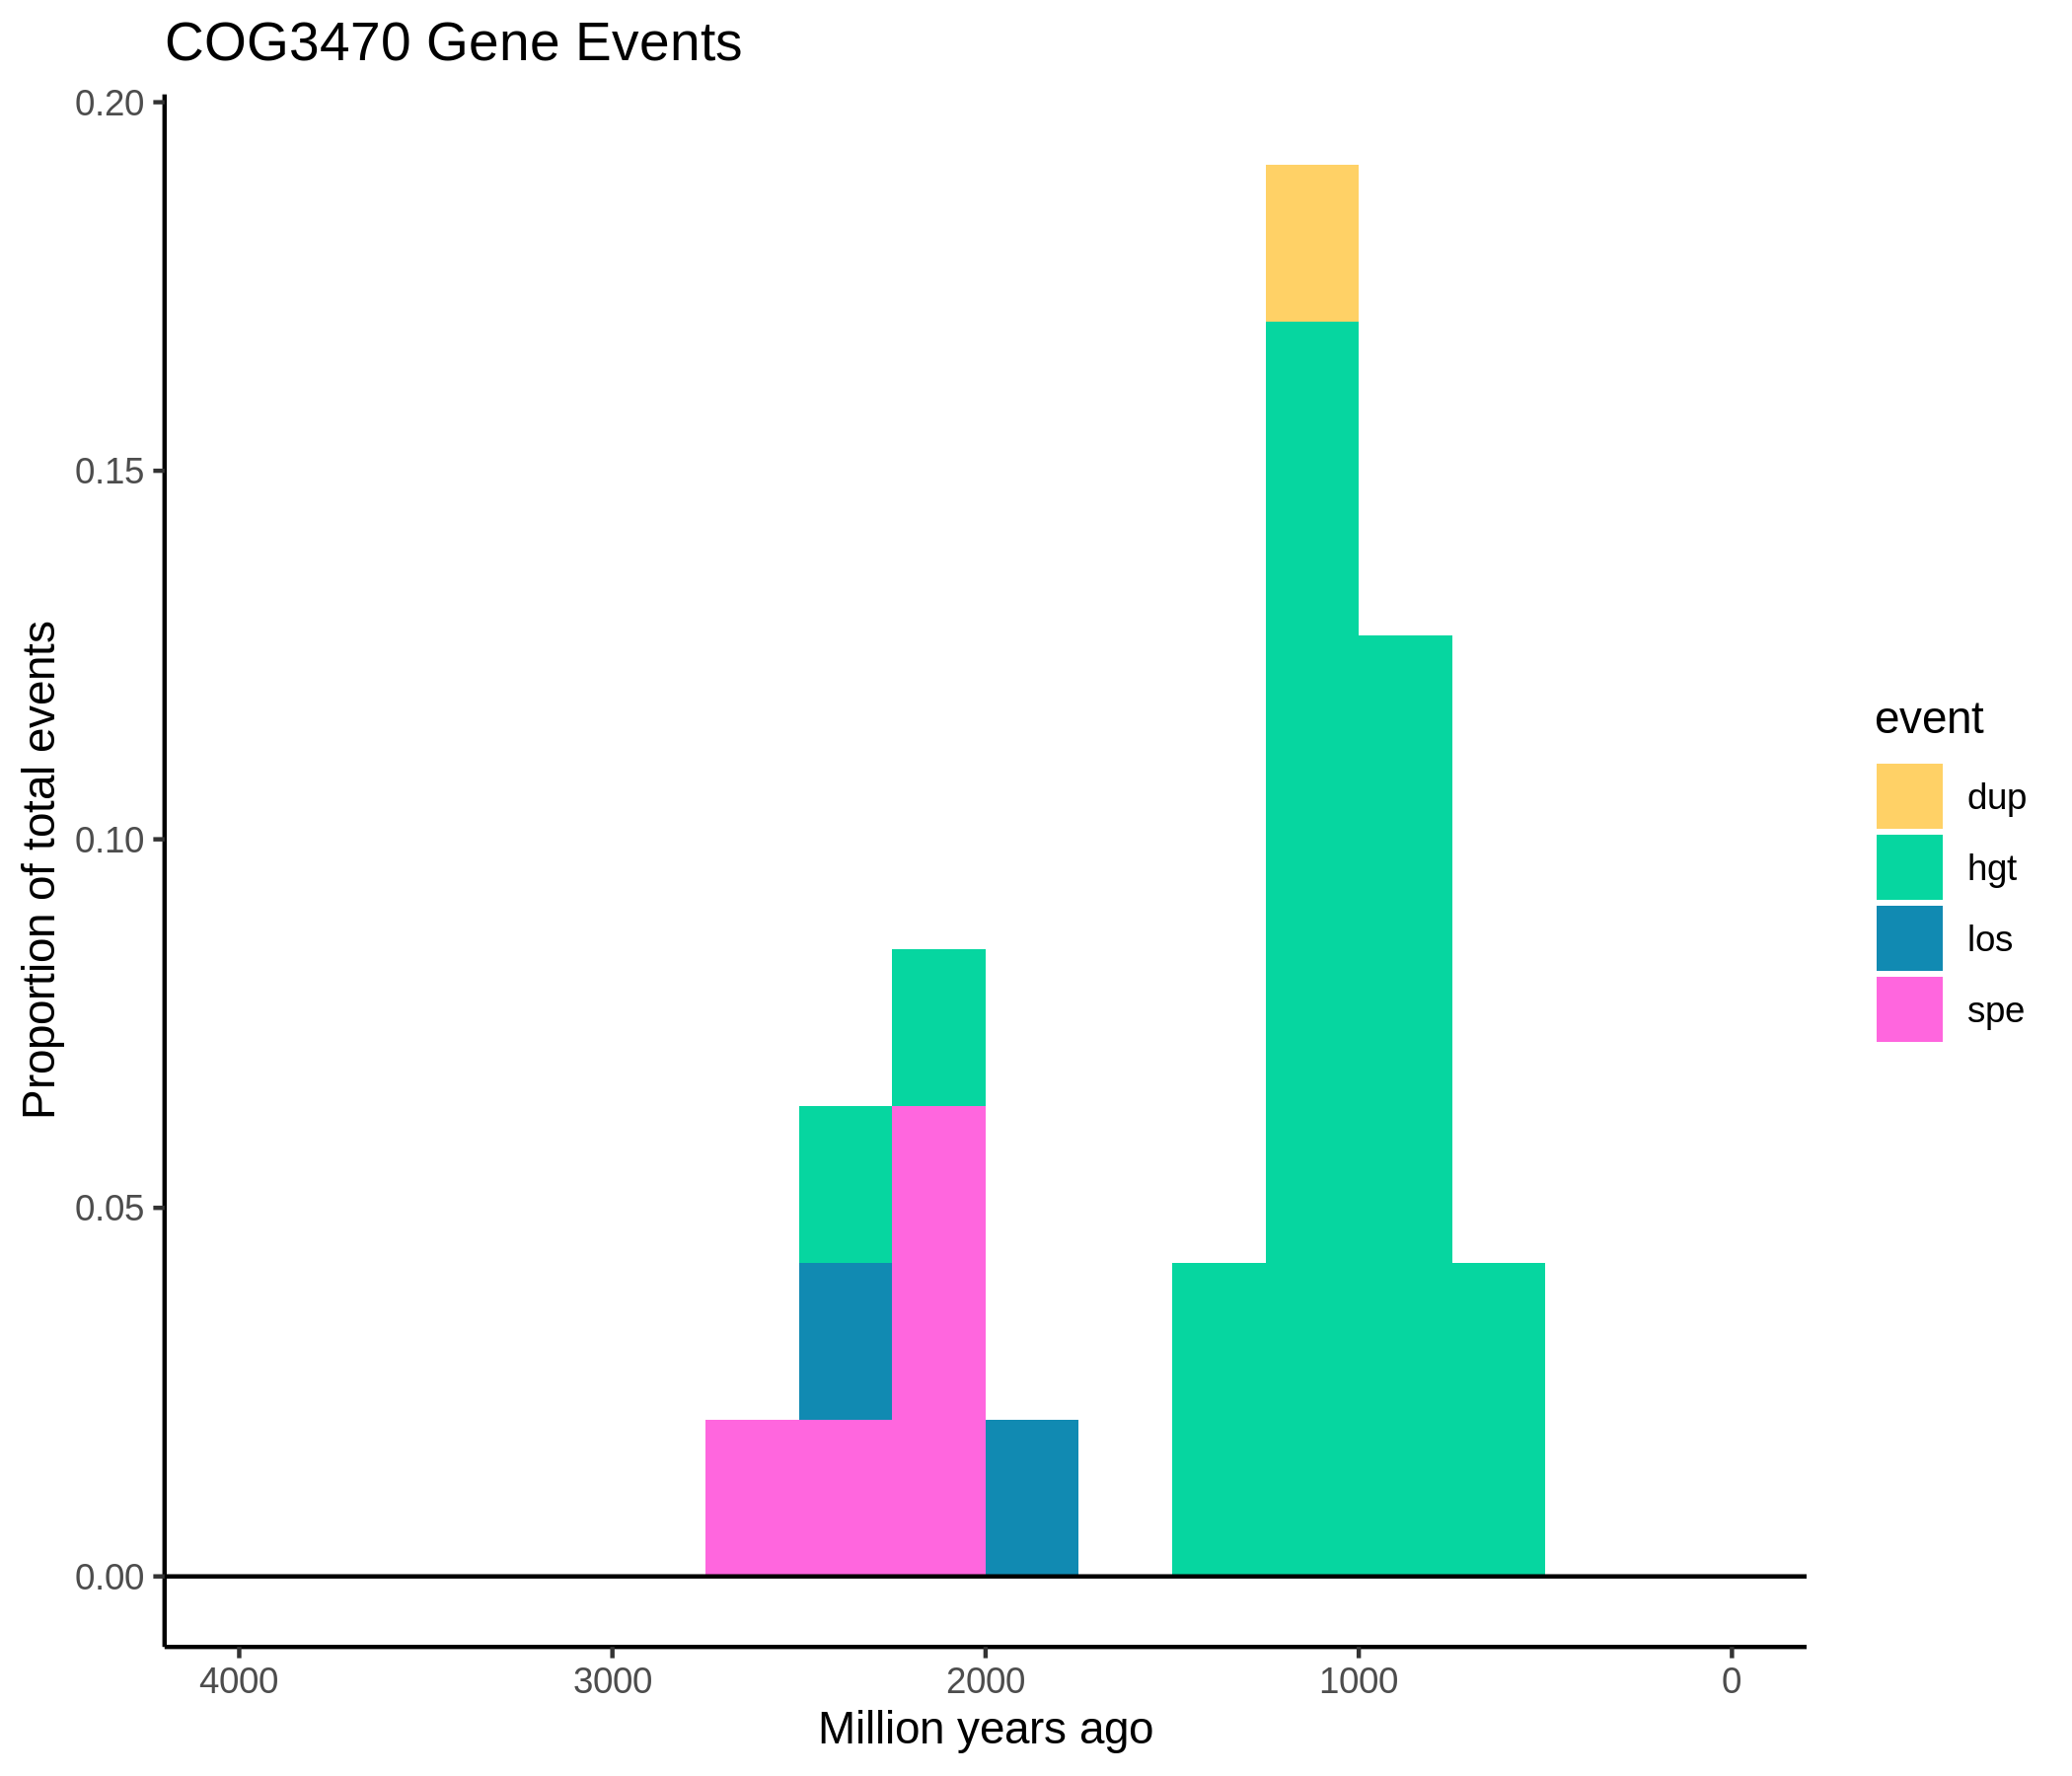 COG3470 Gene Events
0.20
0.15
0.10
0.05
0.00
Proportion of total events
4000 3000 2000 1000 0
Million years ago
event
dup
hgt
los
spe